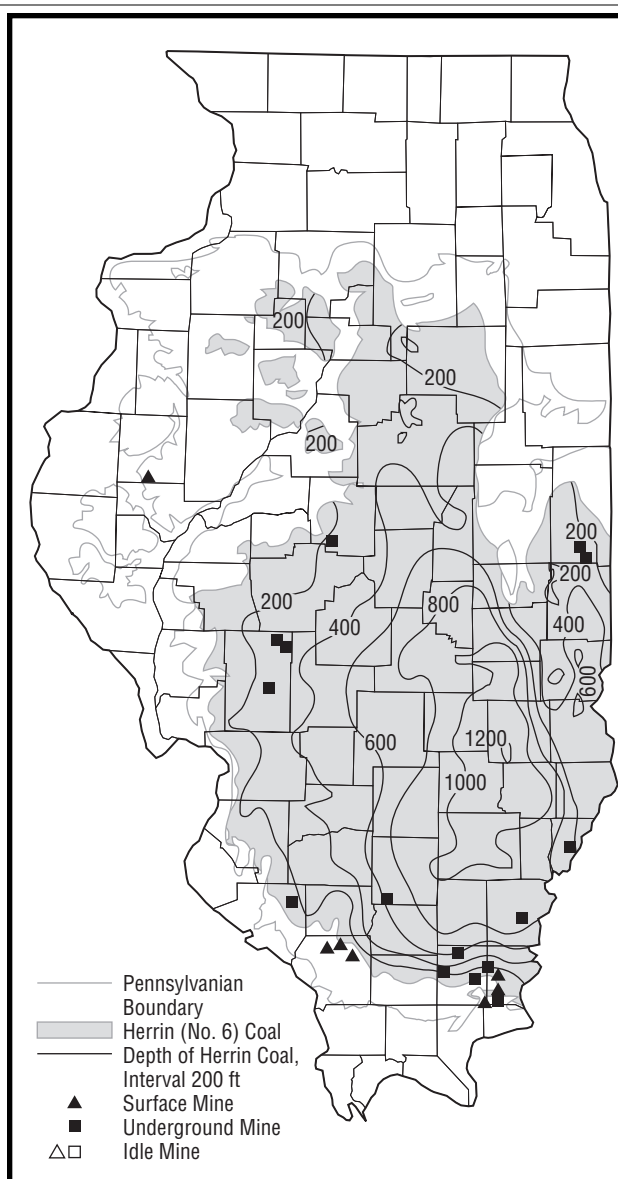 200
200
200
200
200
200
800
400
400
600
600
1200
1000
Pennsylvanian
Boundary
Herrin (No. 6) Coal
Depth of Herrin Coal,
Interval 200 ft
Surface Mine
Underground Mine
Idle Mine